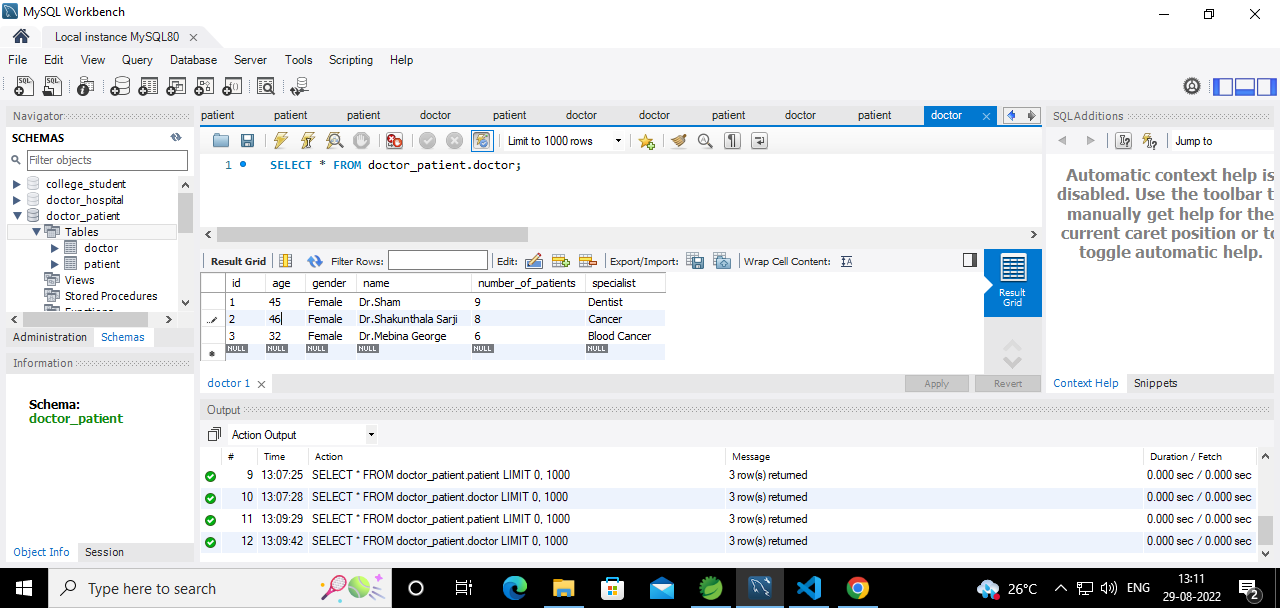 MySQL Workbench
Local instance MySQL80
File Edit View Query Database Server Tools Scripting Help
Navigator
SCHEMAS
Filter objects
college_student
doctor_hospital
doctor_patient
Tables
doctor
patient
Views
Stored Procedures
Functions
Administration Schemas
Information
Schema:
doctor_patient
Object Info Session
patient patient patient doctor patient doctor doctor patient doctor patient doctor
Limit to 1000 rows
1 SELECT * FROM doctor_patient.doctor;
Result Grid Filter Rows: Edit: Export/Import: Wrap Cell Content:
id age gender name number_of_patients specialist
1 45 Female Dr.Sham 9 Dentist
2 46 Female Dr.Shakunthala Sarji 8 Cancer
3 32 Female Dr.Mebina George 6 Blood Cancer
NULL NULL NULL NULL NULL NULL
Result
Grid
doctor 1
Apply Revert
SQLAdditions
Jump to
Automatic context help is
disabled. Use the toolbar t
manually get help for the
current caret position or to
toggle automatic help.
Context Help Snippets
Output
Action Output
# Time Action Message Duration / Fetch
9 13:07:25 SELECT * FROM doctor_patient.patient LIMIT 0, 1000 3 row(s) returned 0.000 sec / 0.000 sec
10 13:07:28 SELECT * FROM doctor_patient.doctor LIMIT 0, 1000 3 row(s) returned 0.000 sec / 0.000 sec
11 13:09:29 SELECT * FROM doctor_patient.patient LIMIT 0, 1000 3 row(s) returned 0.000 sec / 0.000 sec
12 13:09:42 SELECT * FROM doctor_patient.doctor LIMIT 0, 1000 3 row(s) returned 0.000 sec / 0.000 sec
Type here to search
26°C
ENG
13:11
29-08-2022
2